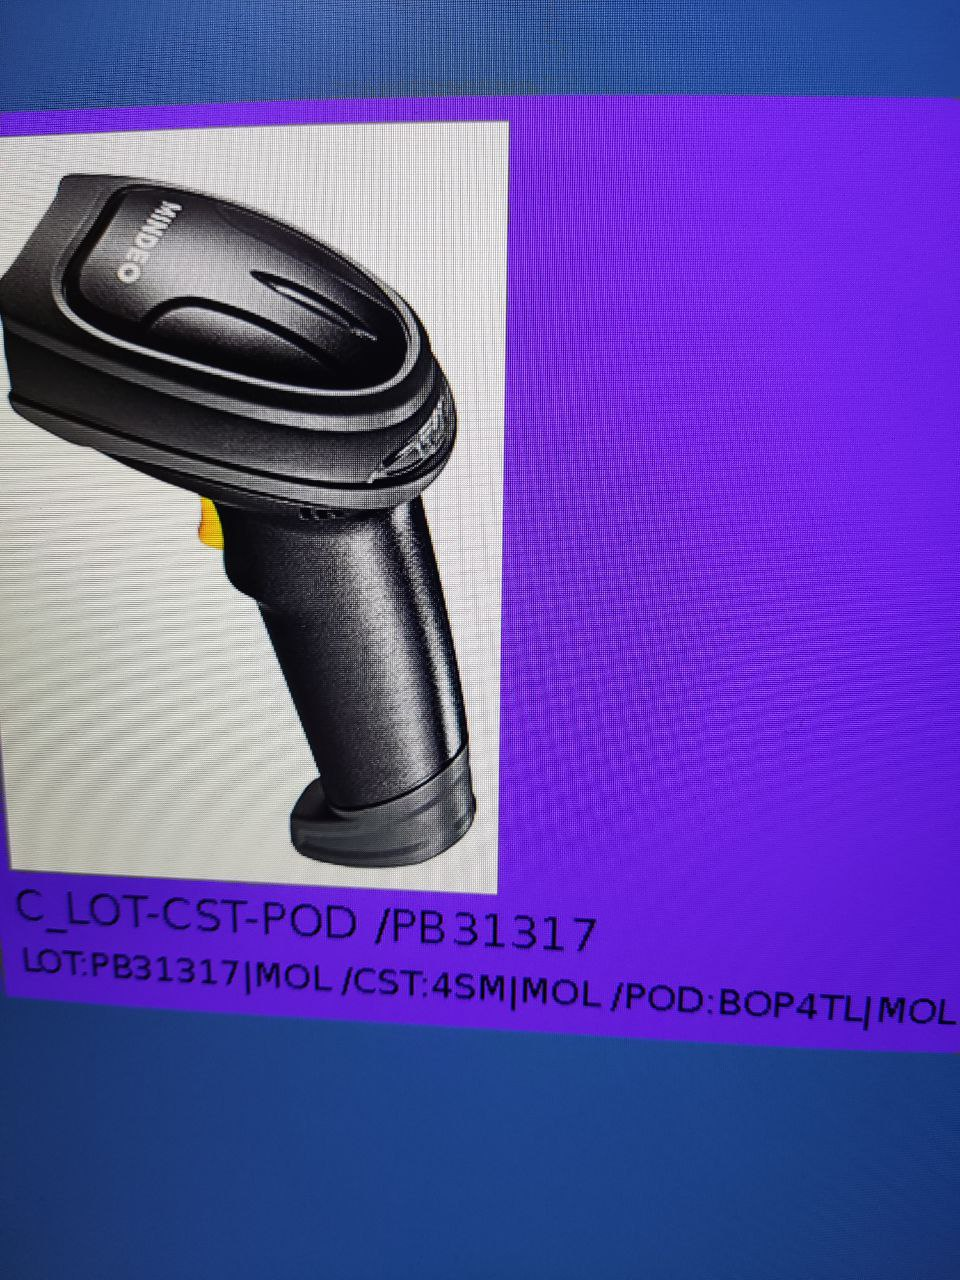 MINDEO
C_LOT-CST-POD /PB31317
LOT:PB31317|MOL /CST:4SM|MOL /POD:BOP4TL|MOL